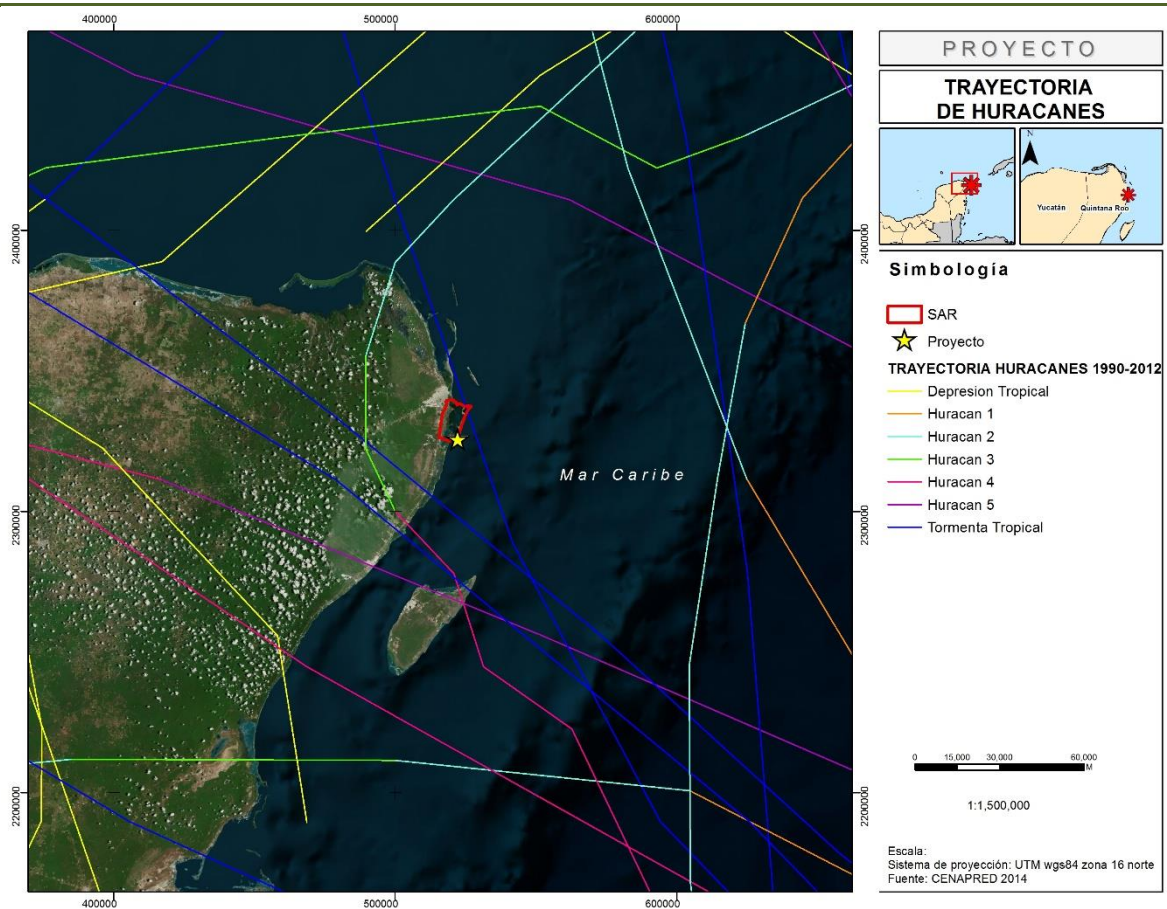 400000
500000
600000
2400000
2300000
2200000
Mar Caribe
2400000
2300000
2200000
400000
500000
600000
PROYECTO
TRAYECTORIA
DE HURACANES
N
Yucatán
Quintana Roo
Simbología
SAR
Proyecto
TRAYECTORIA HURACANES 1990-2012
Depresion Tropical
Huracan 1
Huracan 2
Huracan 3
Huracan 4
Huracan 5
Tormenta Tropical
0 15,000 30,000 60,000
M
1:1,500,000
Escala:
Sistema de proyección: UTM wgs84 zona 16 norte
Fuente: CENAPRED 2014